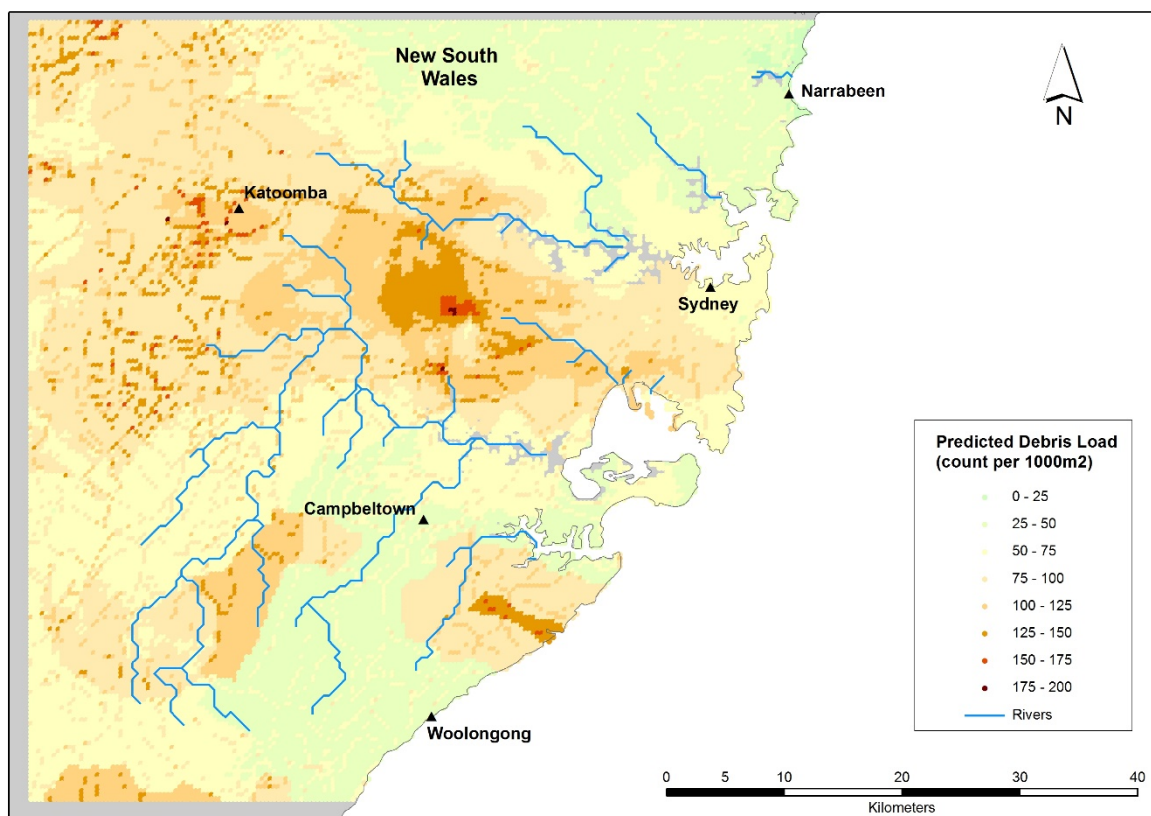 New South
Wales
Narrabeen
N
Katoomba
Sydney
Campbeltown
Woolongong
Predicted Debris Load
(count per 1000m2)
0 - 25
25 - 50
50 - 75
75 - 100
100 - 125
125 - 150
150 - 175
175 - 200
Rivers
0 5 10 20 30 40
Kilometers